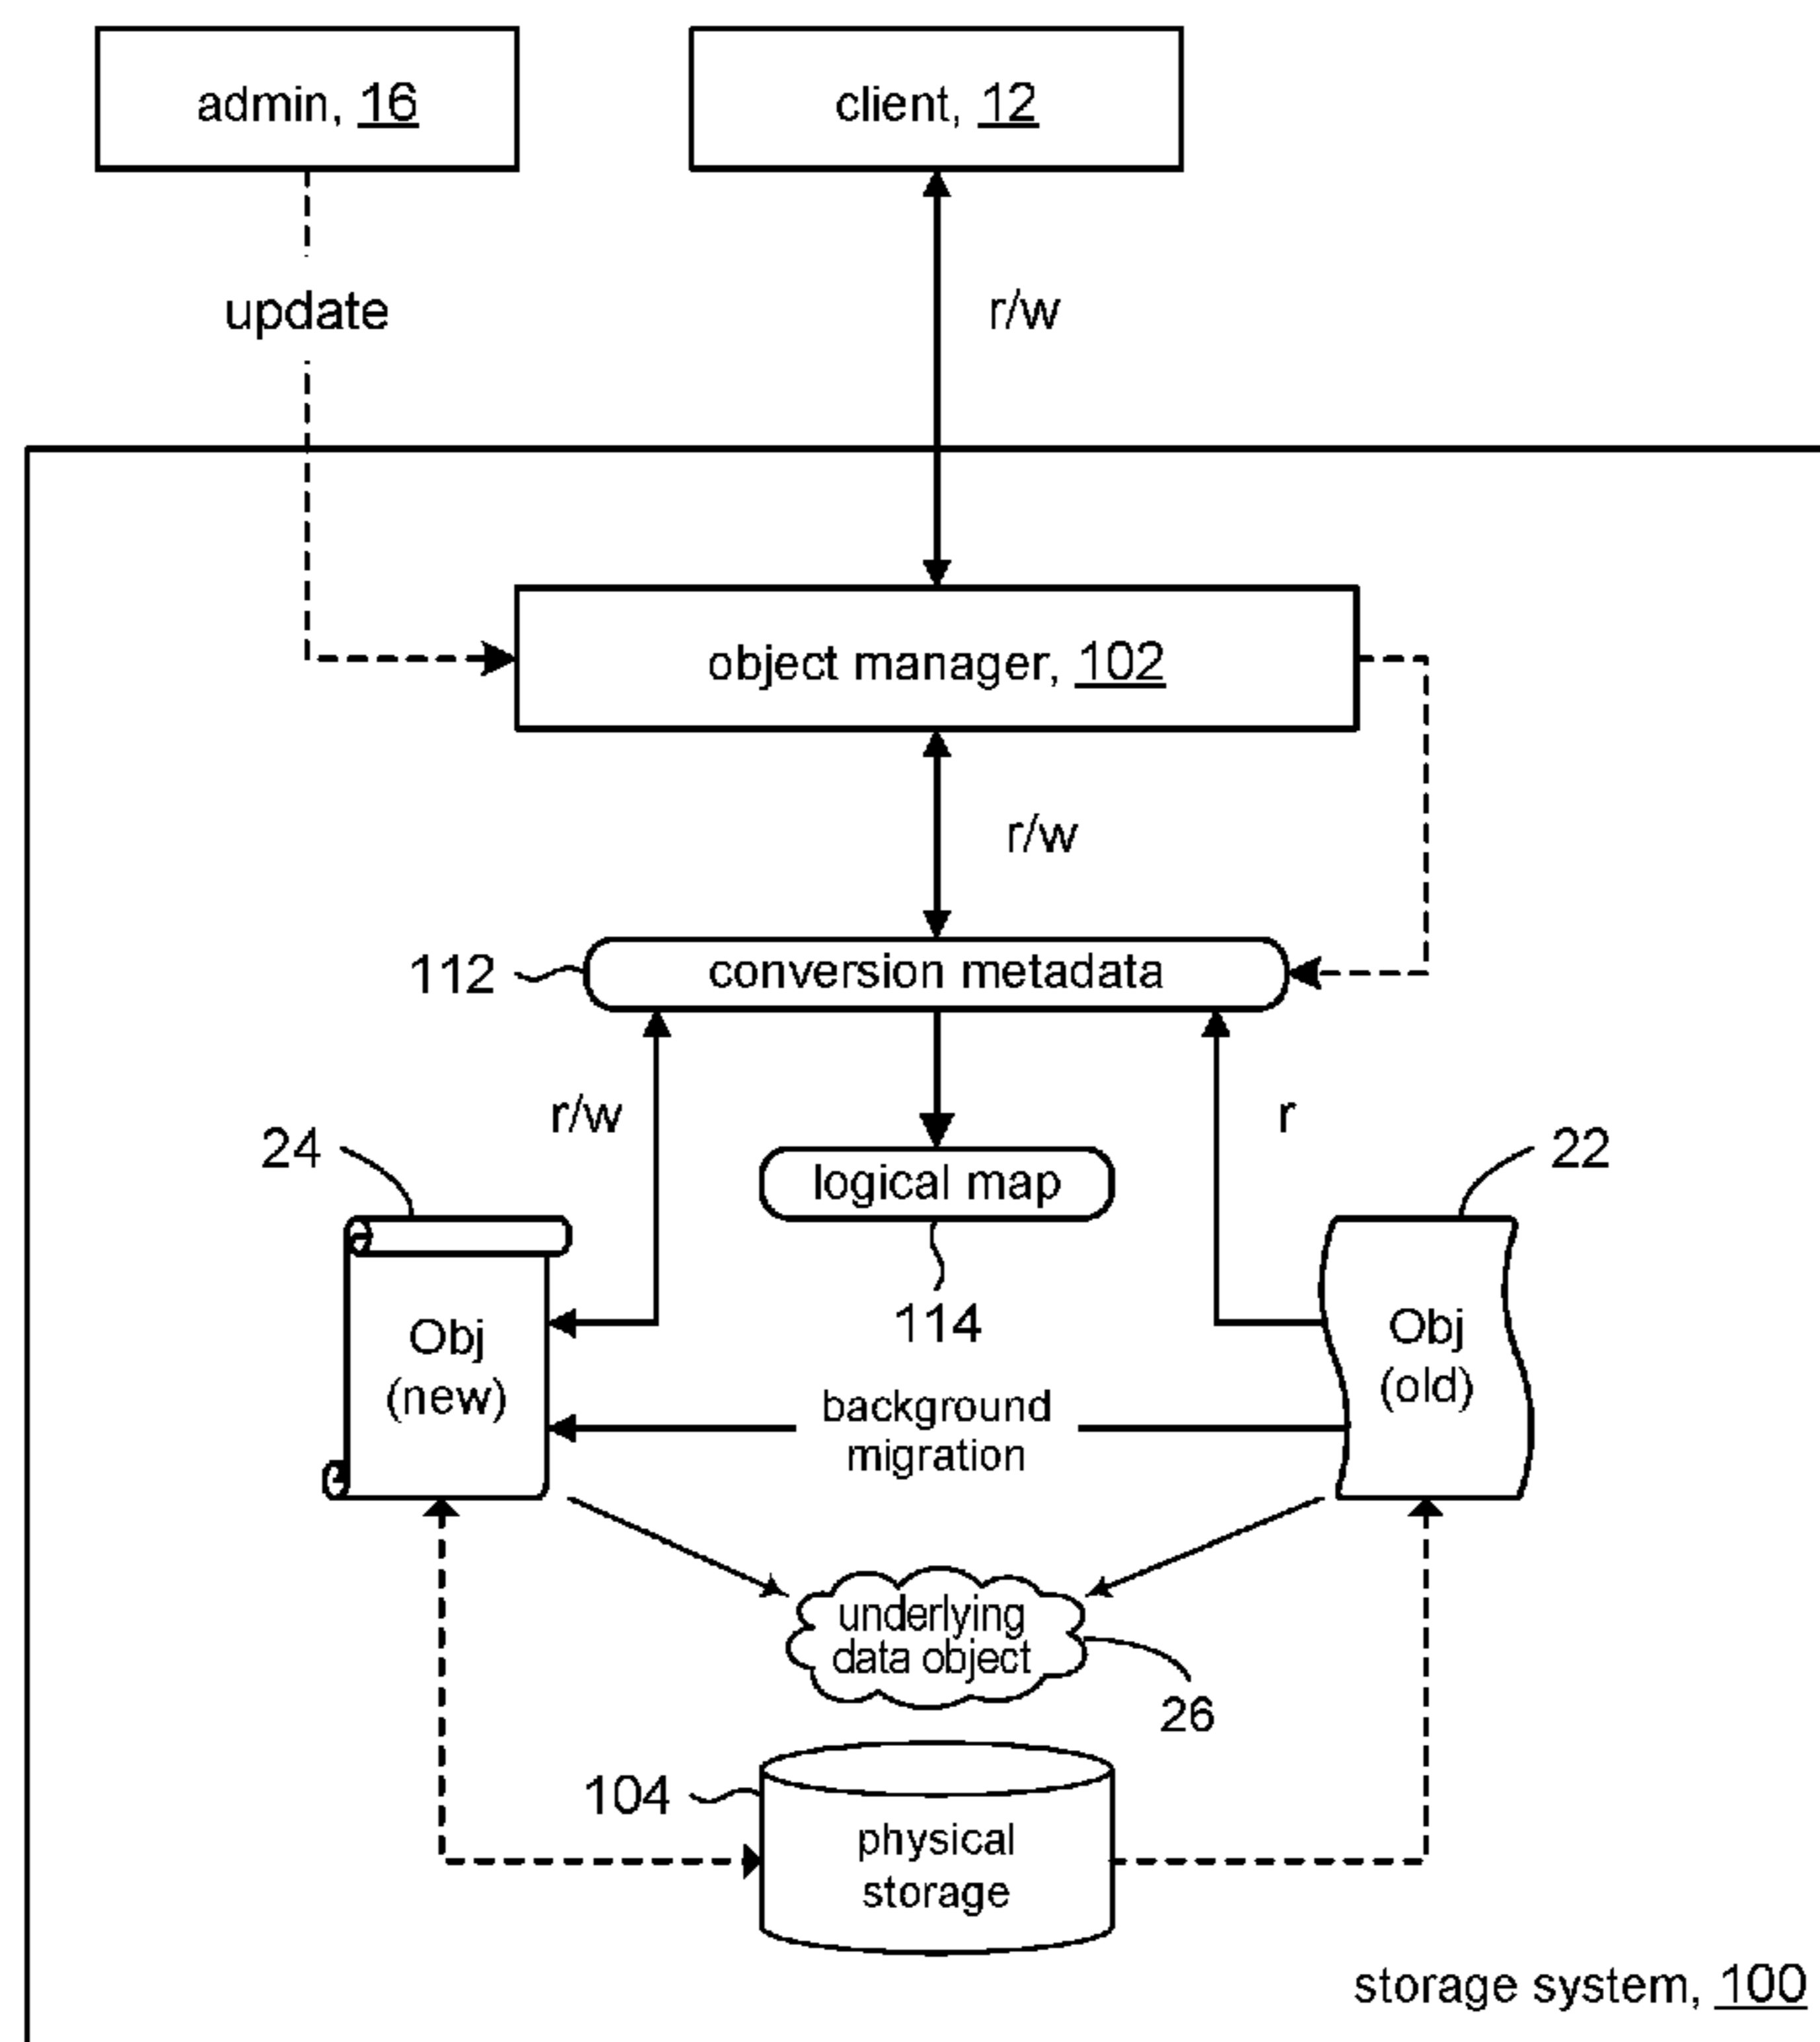 admin, 16
client, 12
update
r/w
object manager, 102
r/w
112
conversion metadata
r/w
r
24
logical map
22
114
Obj
(new)
Obj
(old)
background
migration
underlying
data object
26
104
physical
storage
storage system, 100